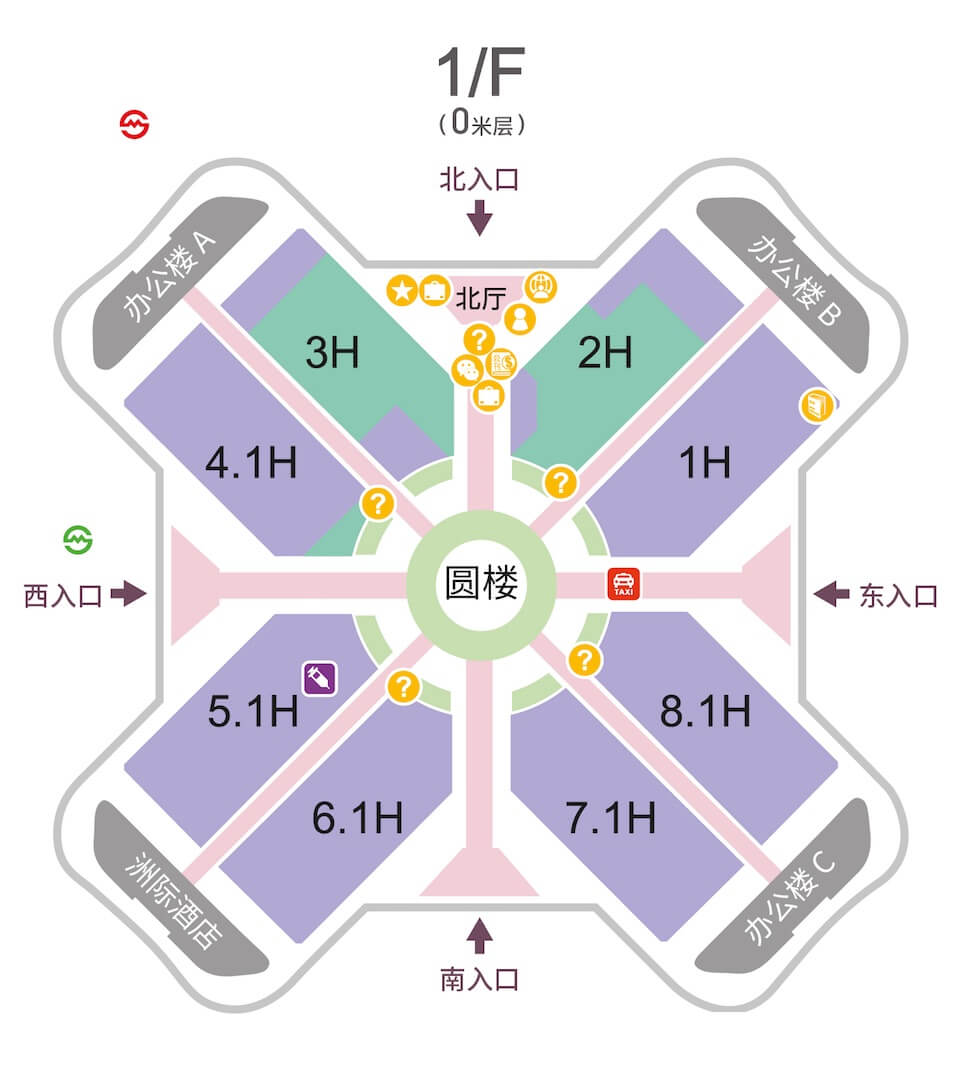 1/F
(0米层)
北入口
办公楼 A
办公楼 B
北厅
3H
2H
4.1H
1H
圆楼
TAXI
西入口
东入口
5.1H
8.1H
6.1H
7.1H
洲际酒店
办公楼 C
南入口